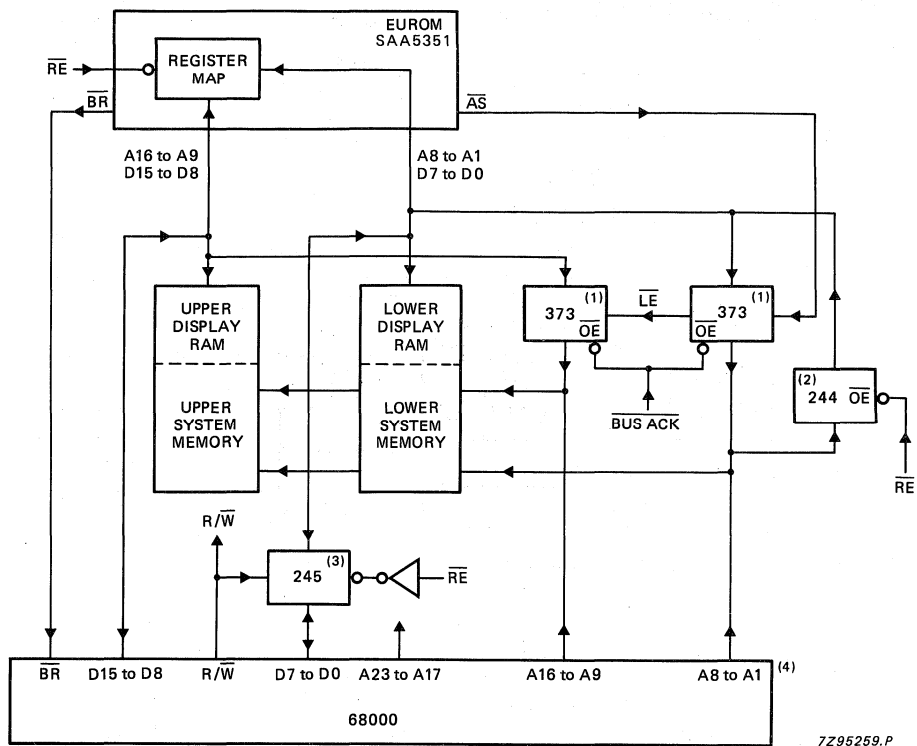 EUROM
SAA5351
REGISTER
MAP
RE
BR
AS
A16 to A9
D15 to D8
A8 to A1
D7 to D0
UPPER
DISPLAY
RAM
UPPER
SYSTEM
MEMORY
LOWER
DISPLAY
RAM
LOWER
SYSTEM
MEMORY
(1)
373
OE
LE
(1)
373
OE
BUS ACK
(2)
244 OE
RE
R/W
(3)
245
RE
BR
D15 to D8
R/W
D7 to D0
A23 to A17
A16 to A9
A8 to A1
(4)
68000
7Z95259.P